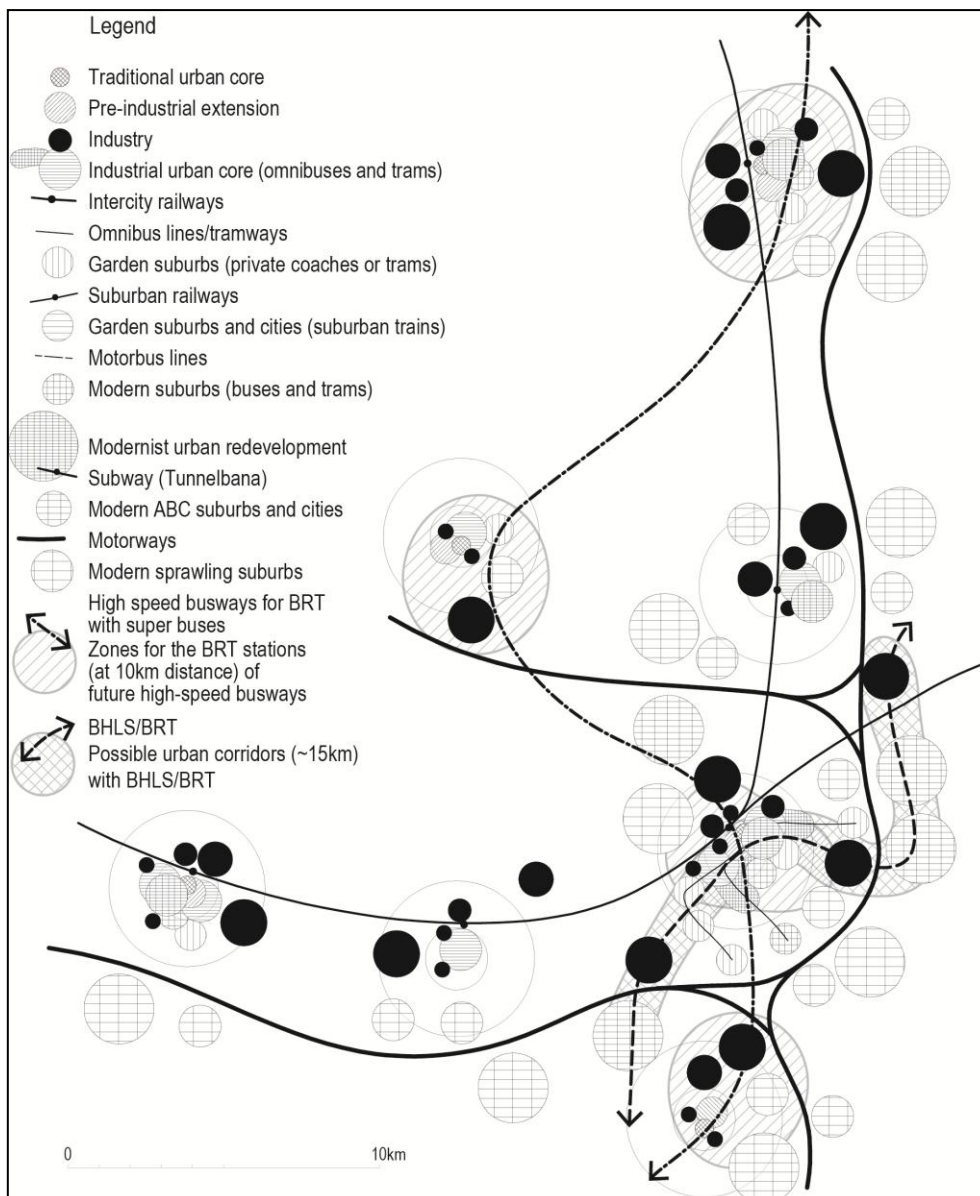 Legend
Traditional urban core
Pre-industrial extension
Industry
Industrial urban core (omnibuses and trams)
Intercity railways
Omnibus lines/tramways
Garden suburbs (private coaches or trams)
Suburban railways
Garden suburbs and cities (suburban trains)
Motorbus lines
Modern suburbs (buses and trams)
Modernist urban redevelopment
Subway (Tunnelbana)
Modern ABC suburbs and cities
Motorways
Modern sprawling suburbs
High speed busways for BRT
with super buses
Zones for the BRT stations
(at 10km distance) of
future high-speed busways
BHLS/BRT
Possible urban corridors (~15km)
with BHLS/BRT
0 10km